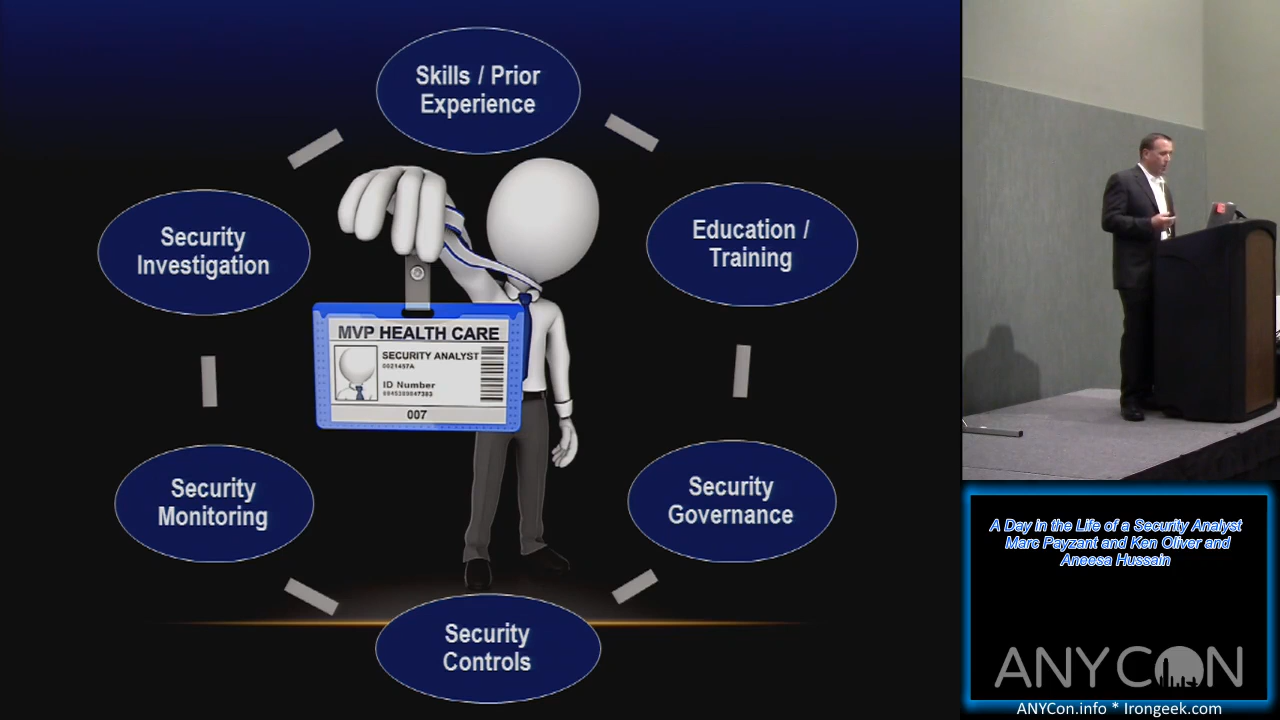 Skills / Prior
Experience
Education /
Training
Security
Governance
Security
Controls
Security
Monitoring
Security
Investigation
MVP HEALTH CARE
SECURITY ANALYST
0021457A
ID Number
0045300847303
007
A Day in the Life of a Security Analyst
Marc Payzant and Ken Oliver and
Aneesa Hussain
ANYCON
ANYCon.info * Irongeek.com